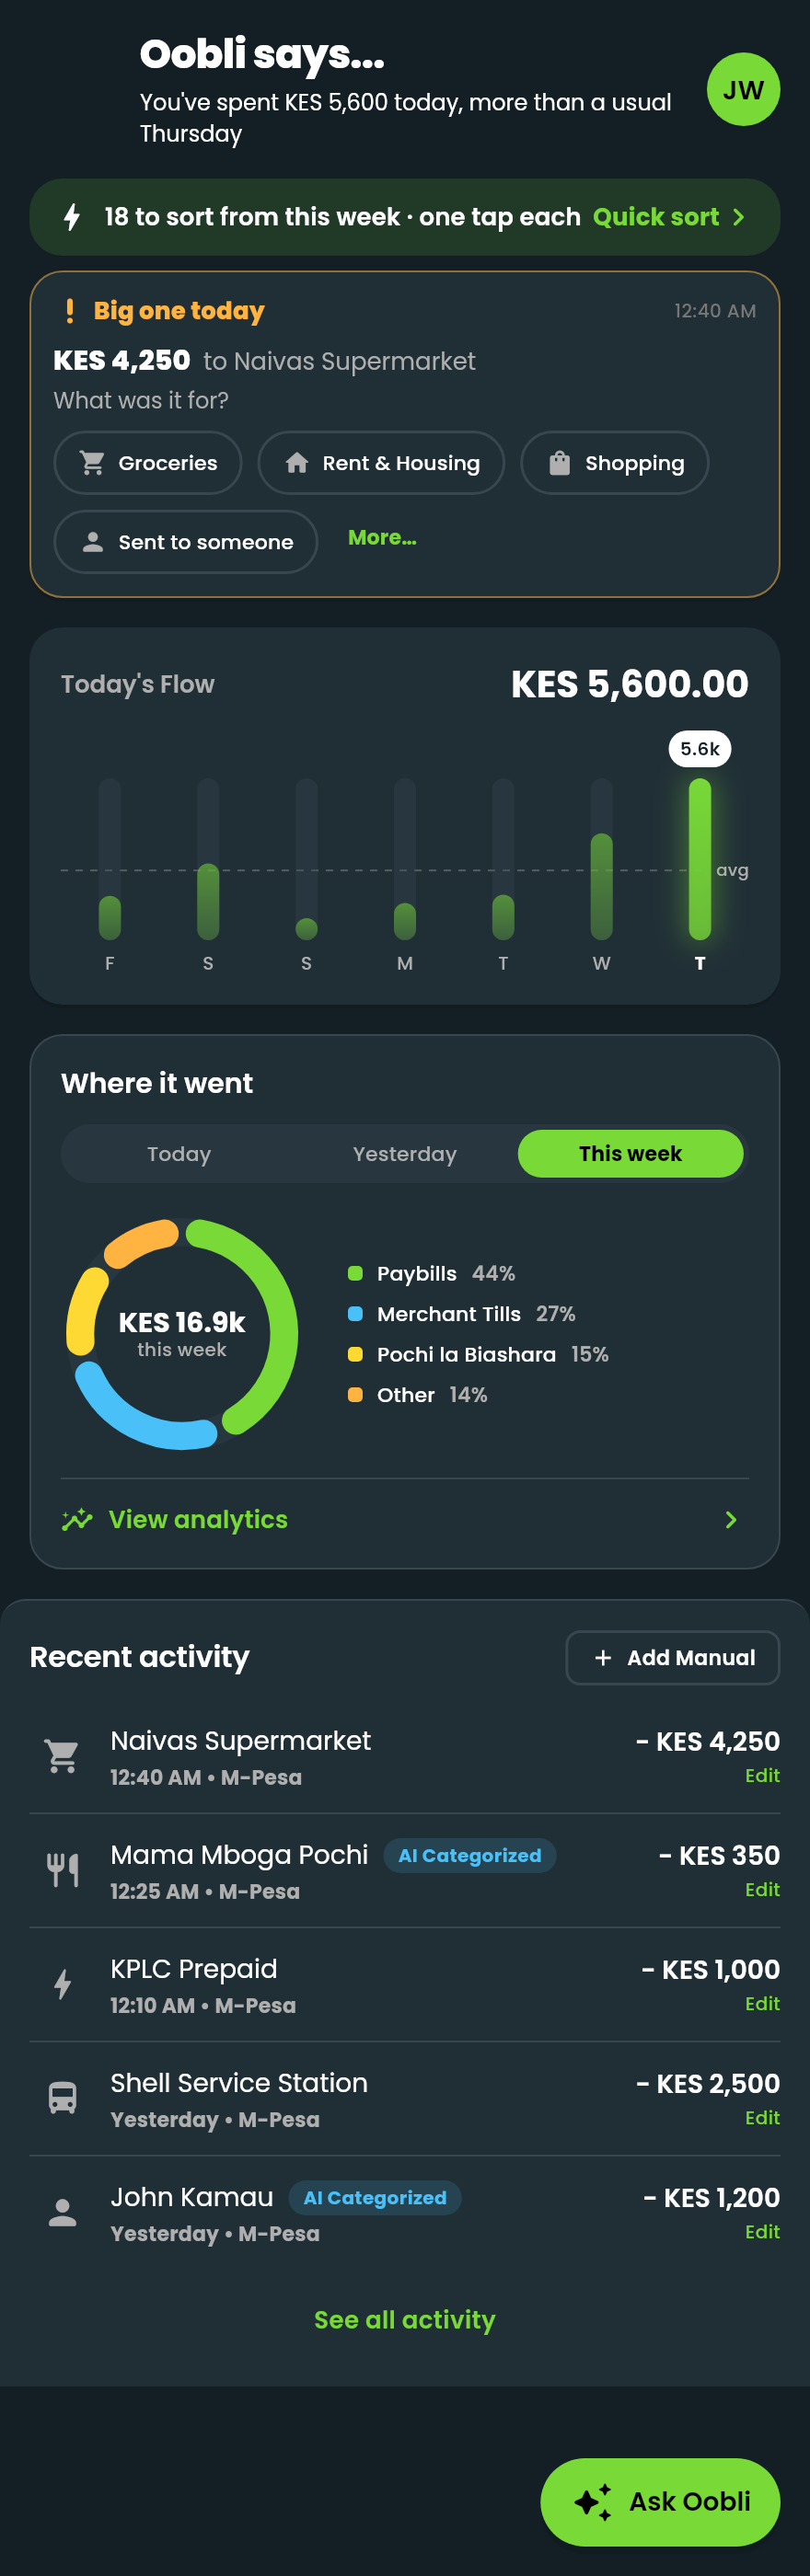 Oobli says...
You've spent KES 5,600 today, more than a usual
Thursday
JW
18 to sort from this week · one tap each Quick sort
Big one today
12:40 AM
KES 4,250 to Naivas Supermarket
What was it for?
Groceries
Rent & Housing
Shopping
Sent to someone
More...
Today's Flow
KES 5,600.00
5.6k
avg
F S S M T W T
Where it went
Today Yesterday This week
KES 16.9k
this week
Paybills 44%
Merchant Tills 27%
Pochi la Biashara 15%
Other 14%
View analytics
Recent activity
+ Add Manual
Naivas Supermarket
- KES 4,250
12:40 AM • M-Pesa
Edit
Mama Mboga Pochi AI Categorized
- KES 350
12:25 AM • M-Pesa
Edit
KPLC Prepaid
- KES 1,000
12:10 AM • M-Pesa
Edit
Shell Service Station
- KES 2,500
Yesterday • M-Pesa
Edit
John Kamau AI Categorized
- KES 1,200
Yesterday • M-Pesa
Edit
See all activity
Ask Oobli